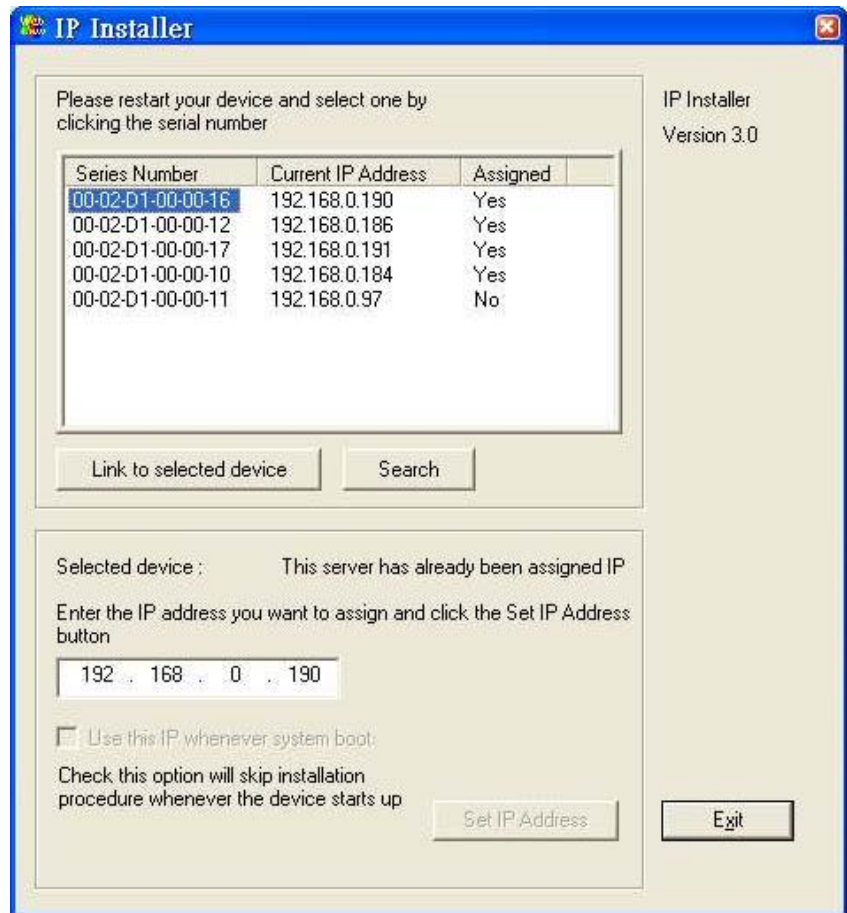 IP Installer
Please restart your device and select one by
clicking the serial number
IP Installer
Version 3.0
Series Number Current IP Address Assigned
00-02-D1-00-00-16 192.168.0.190 Yes
00-02-D1-00-00-12 192.168.0.186 Yes
00-02-D1-00-00-17 192.168.0.191 Yes
00-02-D1-00-00-10 192.168.0.184 Yes
00-02-D1-00-00-11 192.168.0.97 No
Link to selected device Search
Selected device : This server has already been assigned IP
Enter the IP address you want to assign and click the Set IP Address
button
192 . 168 . 0 . 190
Use this IP whenever system boot
Check this option will skip installation
procedure whenever the device starts up
Set IP Address
Exit